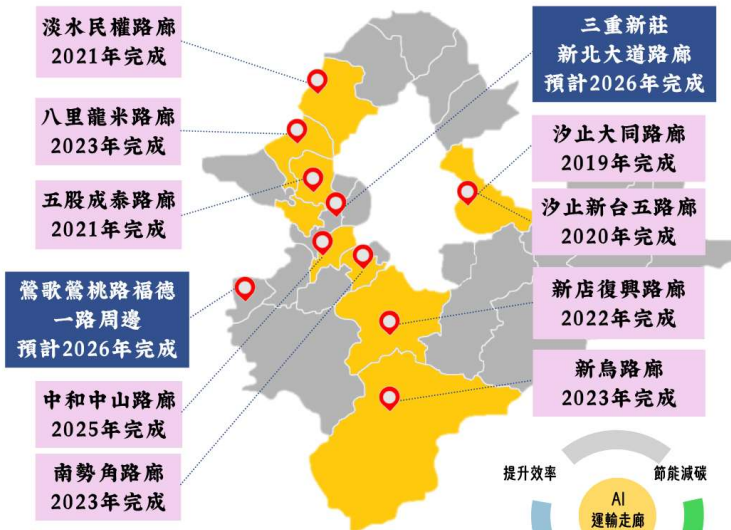 淡水民權路廊
2021年完成
八里龍米路廊
2023年完成
五股成泰路廊
2021年完成
鶯歌鶯桃路福德
一路周邊
預計2026年完成
中和中山路廊
2025年完成
南勢角路廊
2023年完成
三重新莊
新北大道路廊
預計2026年完成
汐止大同路廊
2019年完成
汐止新台五路廊
2020年完成
新店復興路廊
2022年完成
新烏路廊
2023年完成
提升效率
節能減碳
AI
運輸走廊